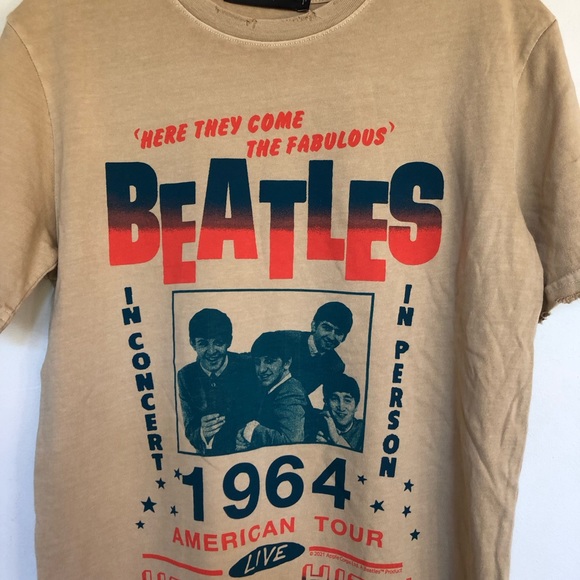 ‘HERE THEY COME
THE FABULOUS’
BEATLES
IN CONCERT
IN PERSON
1964
AMERICAN TOUR
LIVE